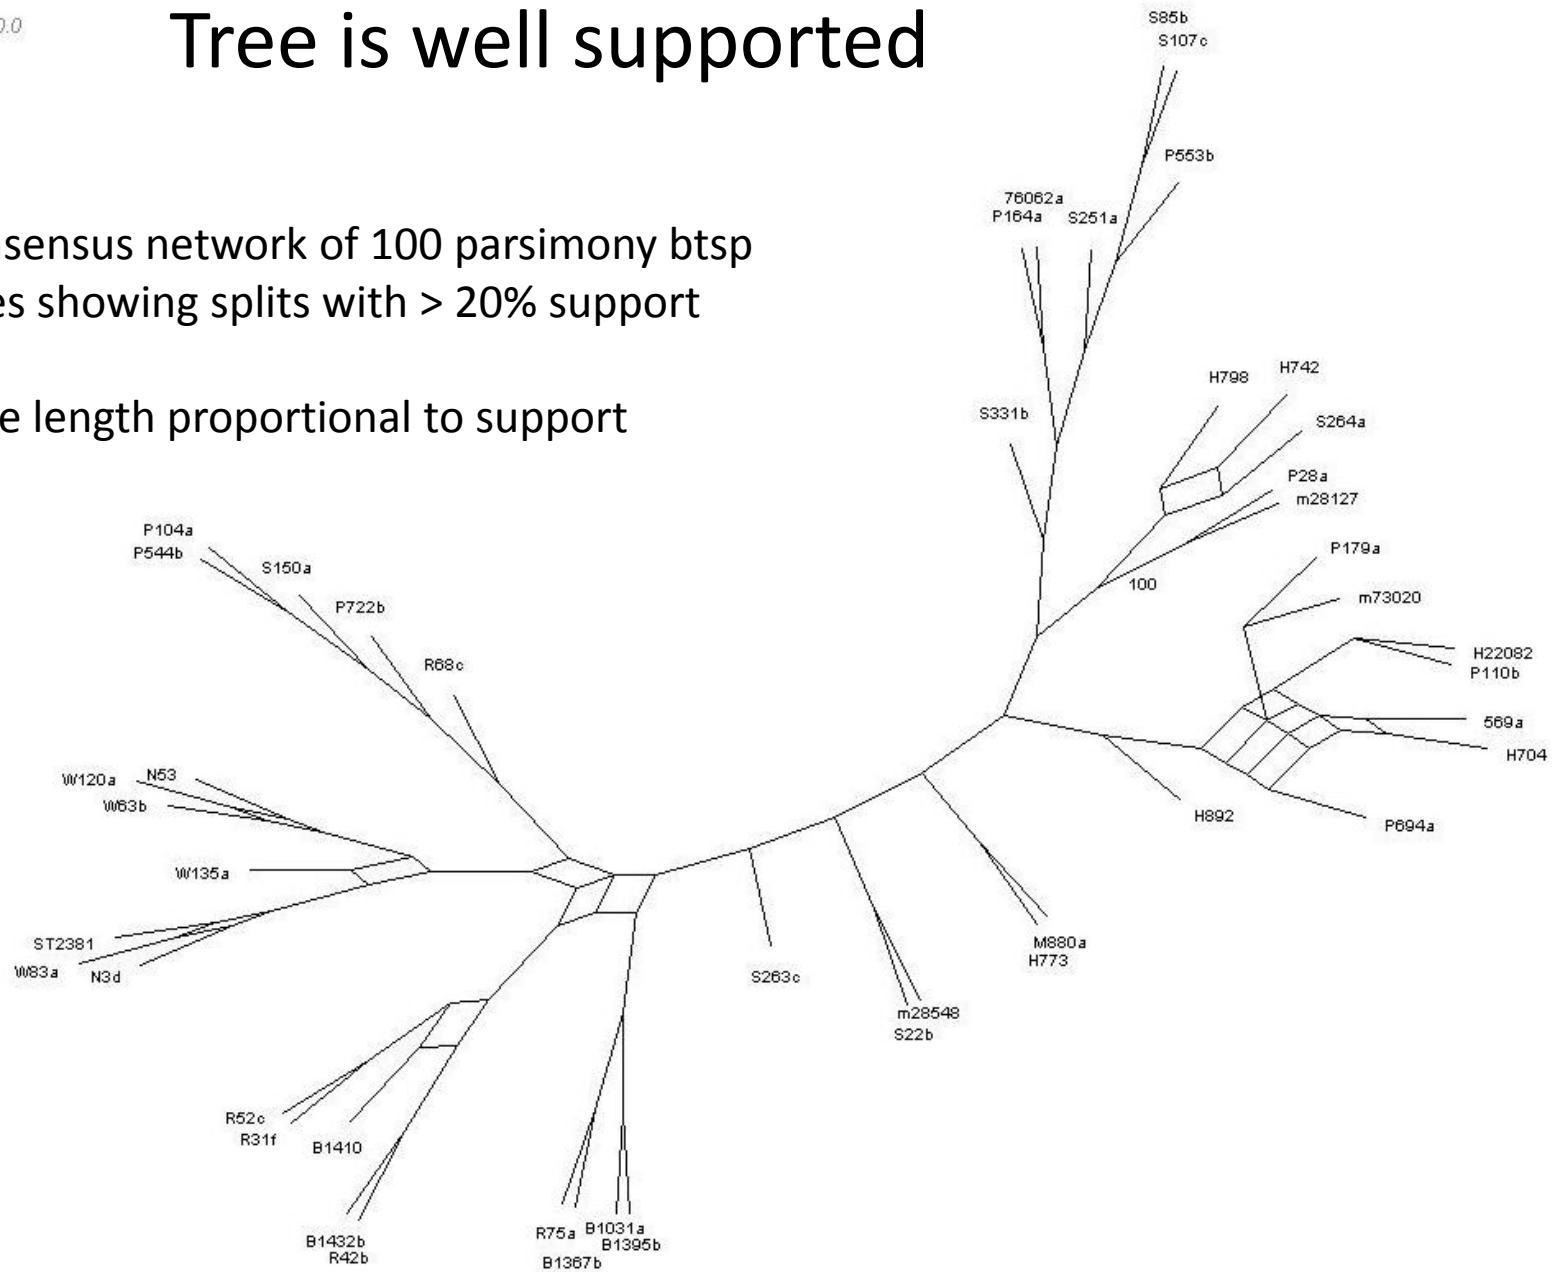 0.0
Tree is well supported
nsensus network of 100 parsimony btsp
es showing splits with > 20% support
e length proportional to support
S85b
S107c
P553b
76062a
P164a
S251a
S331b
H798
H742
S264a
P28a
m28127
100
P179a
m73020
H22082
P110b
569a
H704
P694a
H892
P104a
P544b
S150a
P722b
R68c
W120a
N53
W63b
W135a
ST2381
W83a
N3d
M880a
H773
S263c
m28548
S22b
R52c
R31f
B1410
B1432b
R42b
R75a
B1031a
B1395b
B1367b